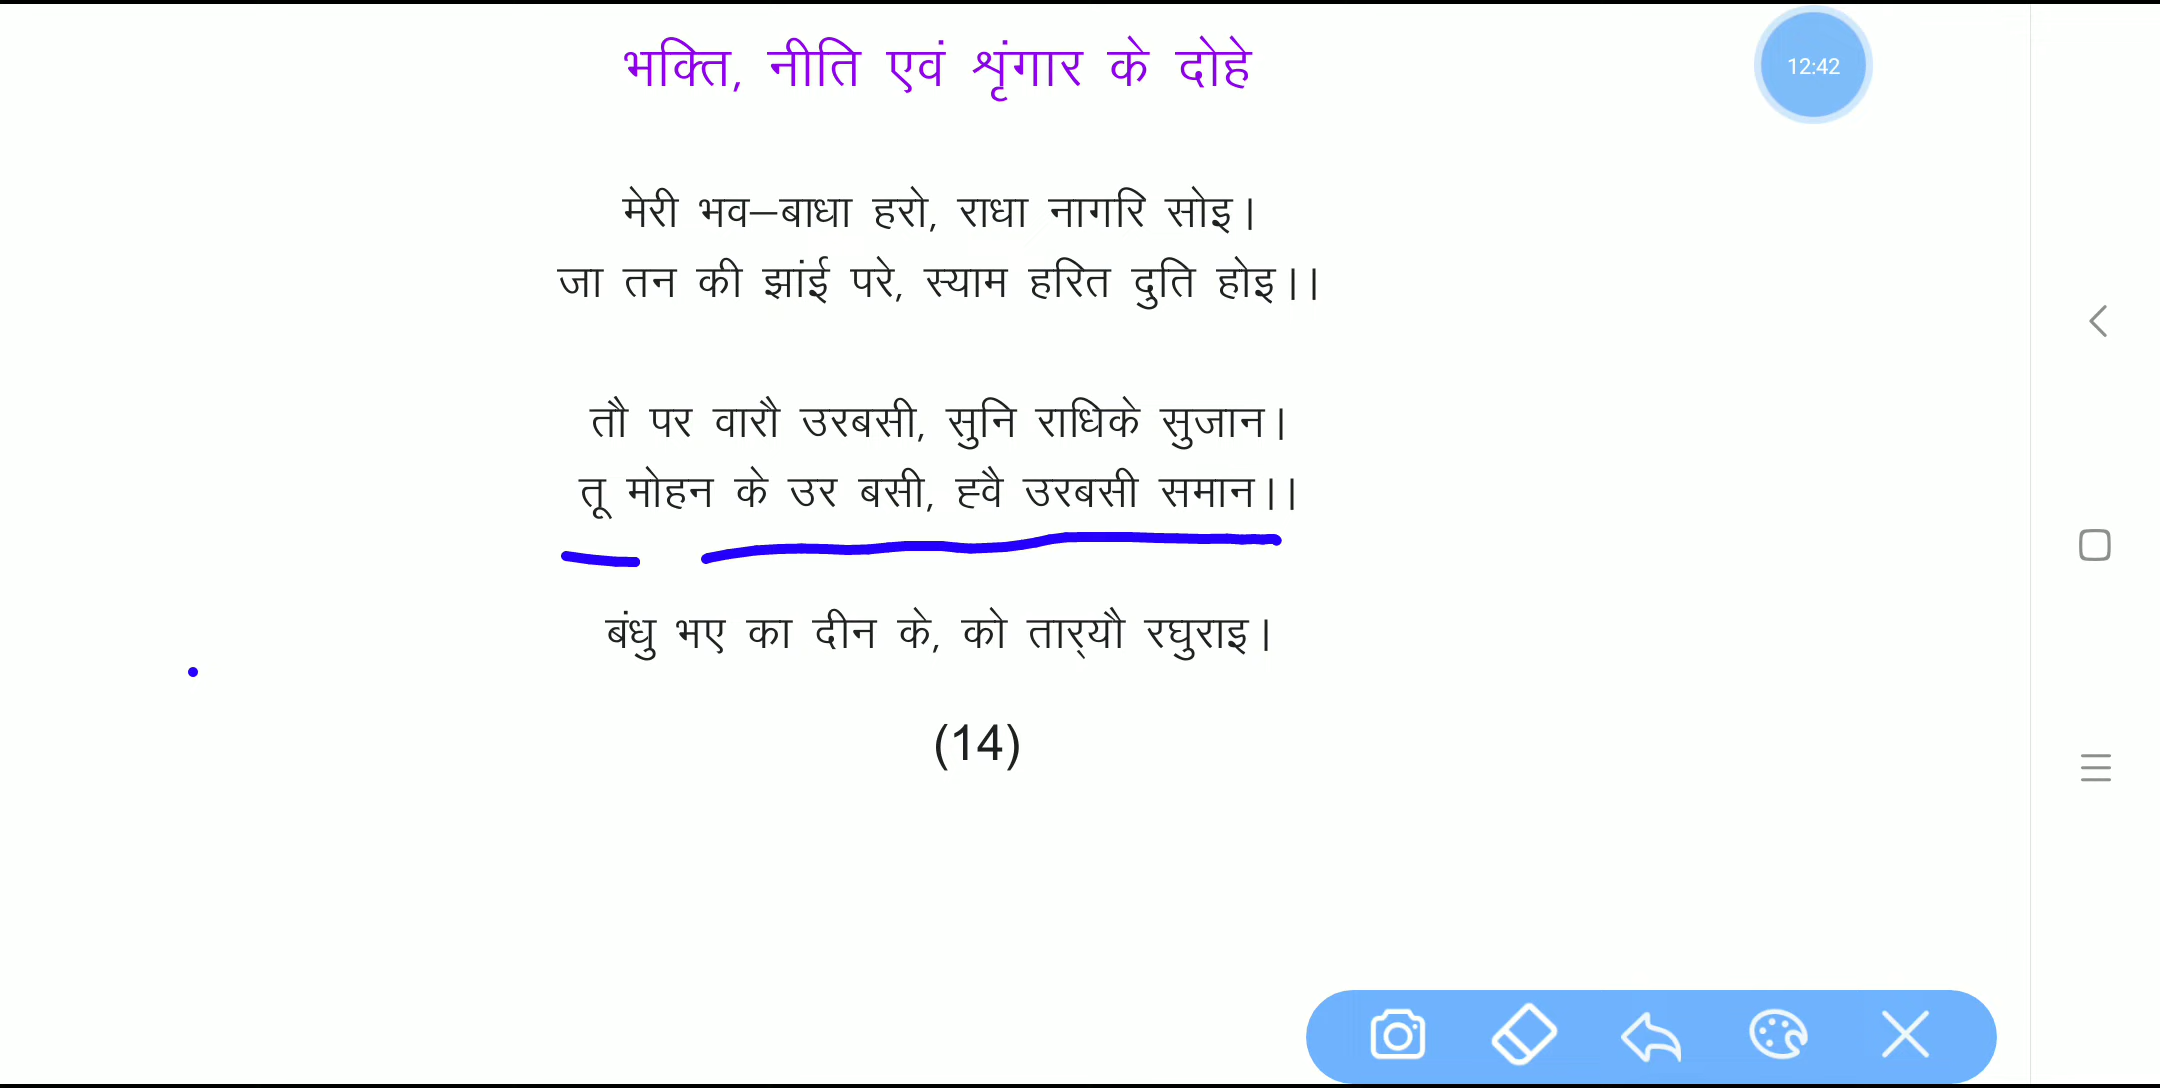 भक्ति, नीति एवं श्रृंगार के दोहे
12:42
मेरी भव–बाधा हरो, राधा नागरि सोइ।
जा तन की झांई परे, स्याम हरित दुति होइ।।
तौ पर वारौ उरबसी, सुनि राधिके सुजान।
तू मोहन के उर बसी, ह्वै उरबसी समान।।
बंधु भए का दीन के, को तार्‌यौ रघुराइ।
(14)